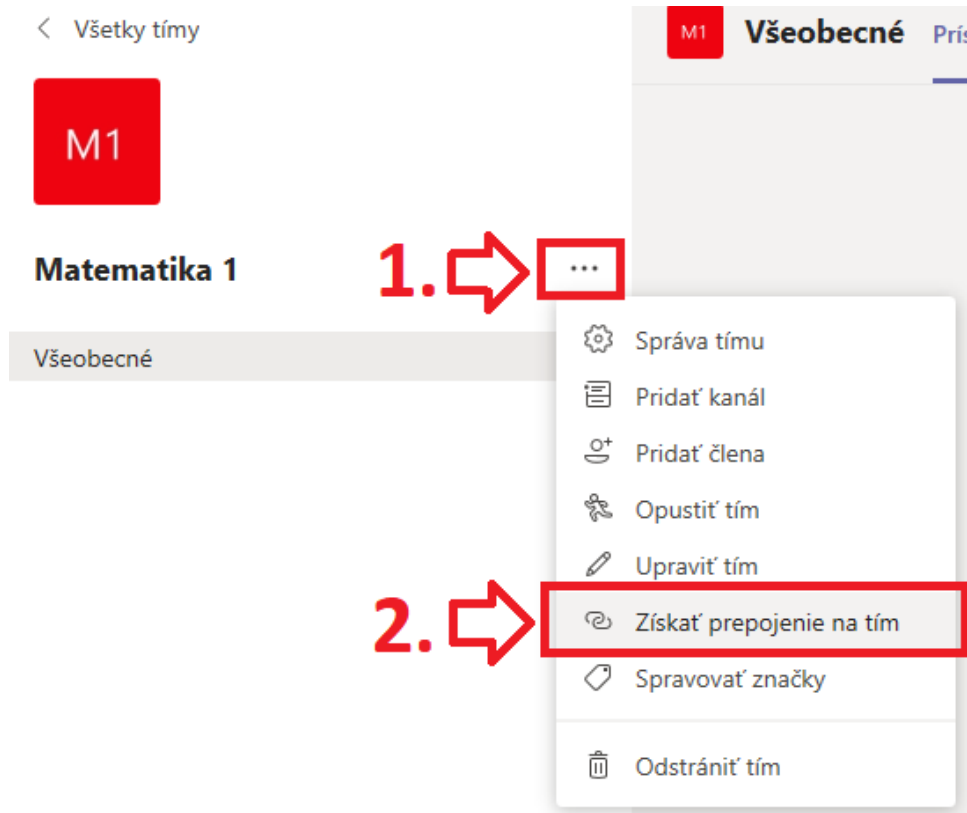 Všetky tímy
M1
Všeobecné
M1
Matematika 1
1.
...
Všeobecné
Správa tímu
Pridať kanál
Pridať člena
Opustiť tím
Upraviť tím
2.
Získať prepojenie na tím
Spravovať značky
Odstrániť tím